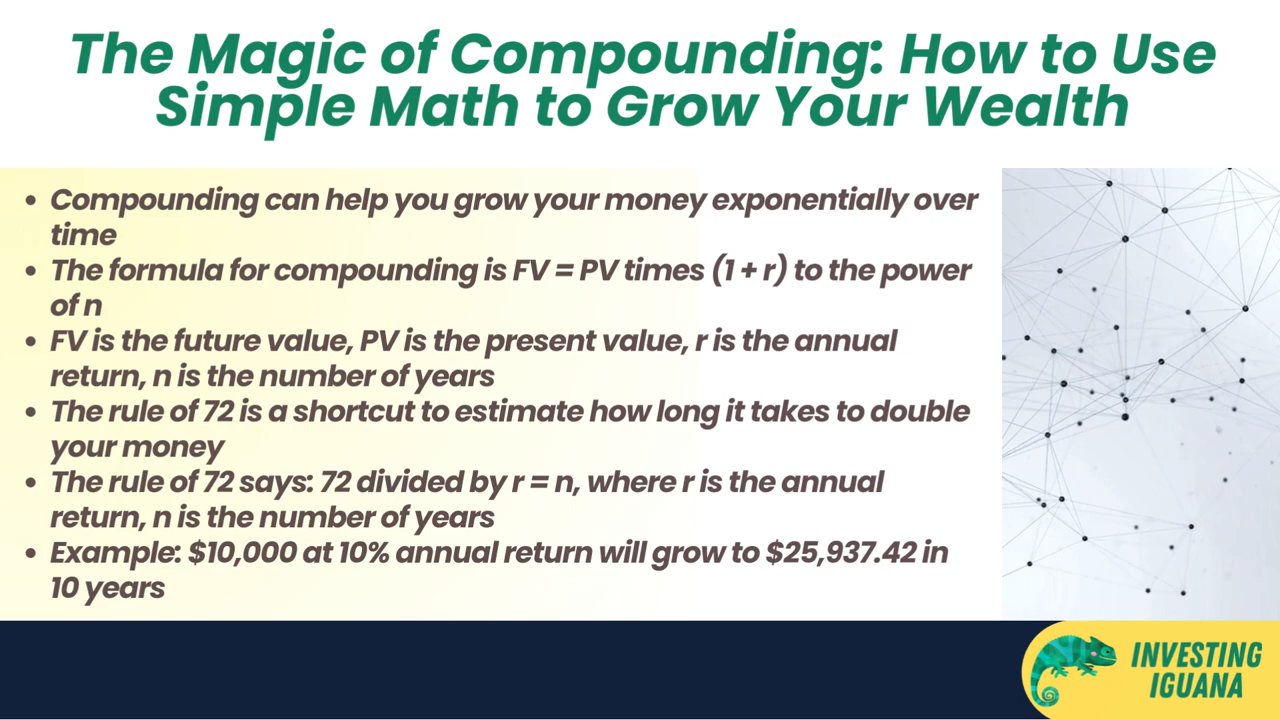 The Magic of Compounding: How to Use
Simple Math to Grow Your Wealth
• Compounding can help you grow your money exponentially over
time
• The formula for compounding is FV = PV times (1 + r) to the power
of n
• FV is the future value, PV is the present value, r is the annual
return, n is the number of years
• The rule of 72 is a shortcut to estimate how long it takes to double
your money
• The rule of 72 says: 72 divided by r = n, where r is the annual
return, n is the number of years
• Example: $10,000 at 10% annual return will grow to $25,937.42 in
10 years
INVESTING
IGUANA